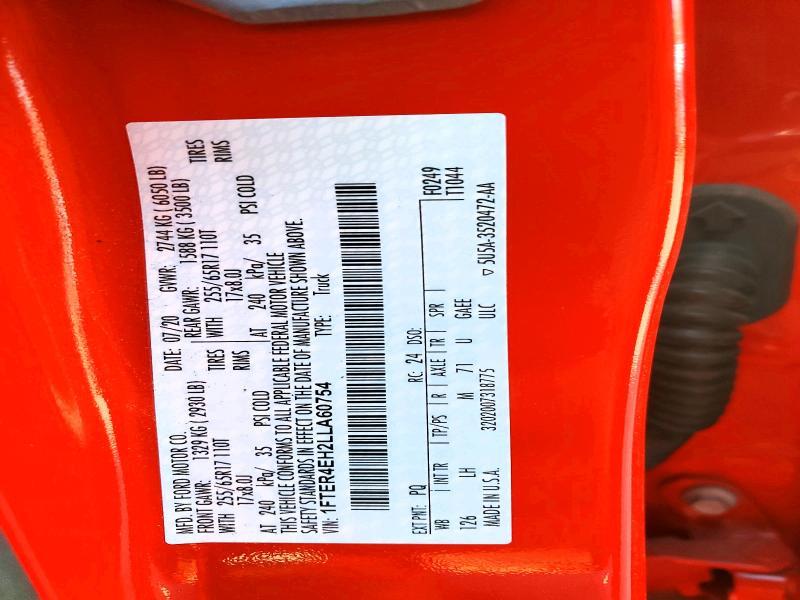 MFD. BY FORD MOTOR CO. DATE: 07/20 GVWR: 2744 KG ( 6050 LB)
FRONT GAWR: 1329 KG ( 2930 LB) REAR GAWR: 1588 KG ( 3500 LB)
WITH 255/65R17 110T TIRES WITH 255/65R17 110T TIRES
17x8.0J RIMS 17x8.0J RIMS
AT 240 kPa/ 35 PSI COLD AT 240 kPa/ 35 PSI COLD
THIS VEHICLE CONFORMS TO ALL APPLICABLE FEDERAL MOTOR VEHICLE
SAFETY STANDARDS IN EFFECT ON THE DATE OF MANUFACTURE SHOWN ABOVE.
VIN: 1FTER4EH2LLA60754 TYPE: Truck
EXT PNT: PQ RC: 24 DSO: F0249
WB INT TR TP/PS R AXLE TR SPR T1044
126 LH M 71 U GAEE
MADE IN U.S.A. 3202007318775 ULC ▽ 5U5A-3520472-AA